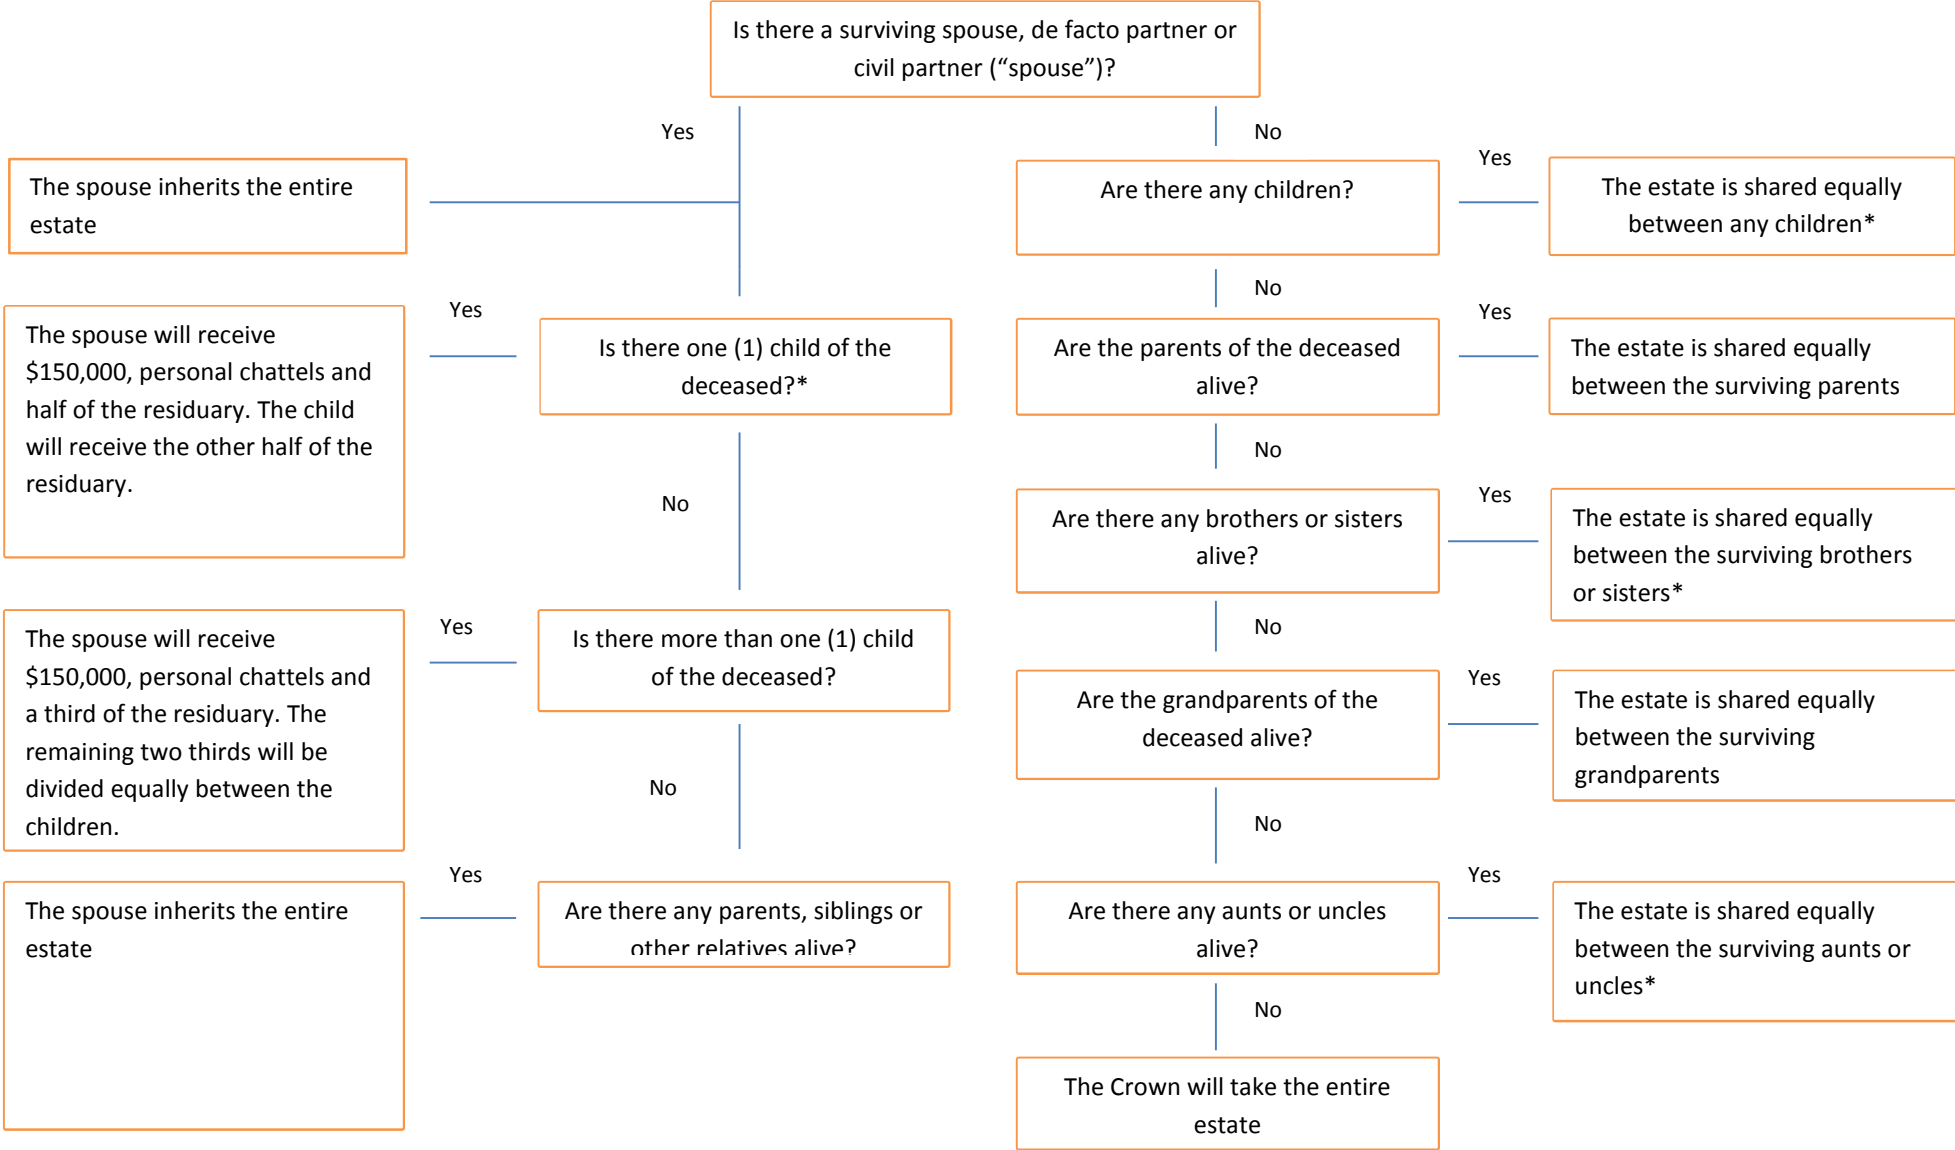 Is there a surviving spouse, de facto partner or
civil partner (“spouse”)?
Yes
No
The spouse inherits the entire
estate
Are there any children?
Yes
The estate is shared equally
between any children*
No
The spouse will receive
$150,000, personal chattels and
half of the residuary. The child
will receive the other half of the
residuary.
Yes
Is there one (1) child of the
deceased?*
Are the parents of the deceased
alive?
Yes
The estate is shared equally
between the surviving parents
No
No
Are there any brothers or sisters
alive?
Yes
The estate is shared equally
between the surviving brothers
or sisters*
The spouse will receive
$150,000, personal chattels and
a third of the residuary. The
remaining two thirds will be
divided equally between the
children.
Yes
Is there more than one (1) child
of the deceased?
No
Are the grandparents of the
deceased alive?
Yes
The estate is shared equally
between the surviving
grandparents
No
No
The spouse inherits the entire
estate
Yes
Are there any parents, siblings or
other relatives alive?
Are there any aunts or uncles
alive?
Yes
The estate is shared equally
between the surviving aunts or
uncles*
No
The Crown will take the entire
estate